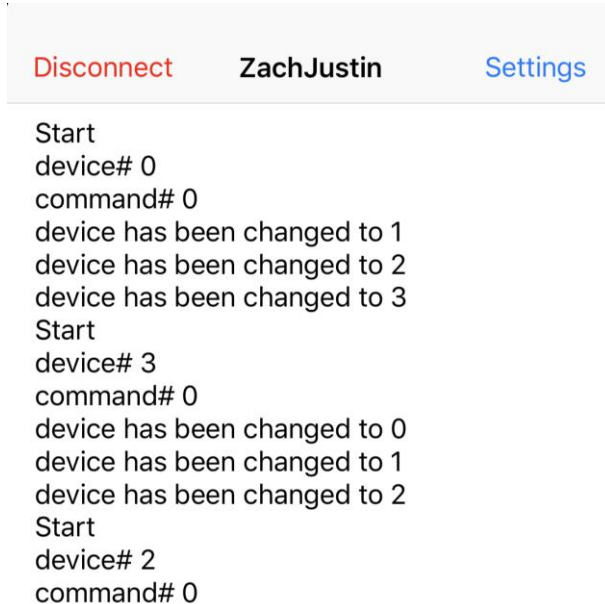 Disconnect ZachJustin Settings
Start
device# 0
command# 0
device has been changed to 1
device has been changed to 2
device has been changed to 3
Start
device# 3
command# 0
device has been changed to 0
device has been changed to 1
device has been changed to 2
Start
device# 2
command# 0